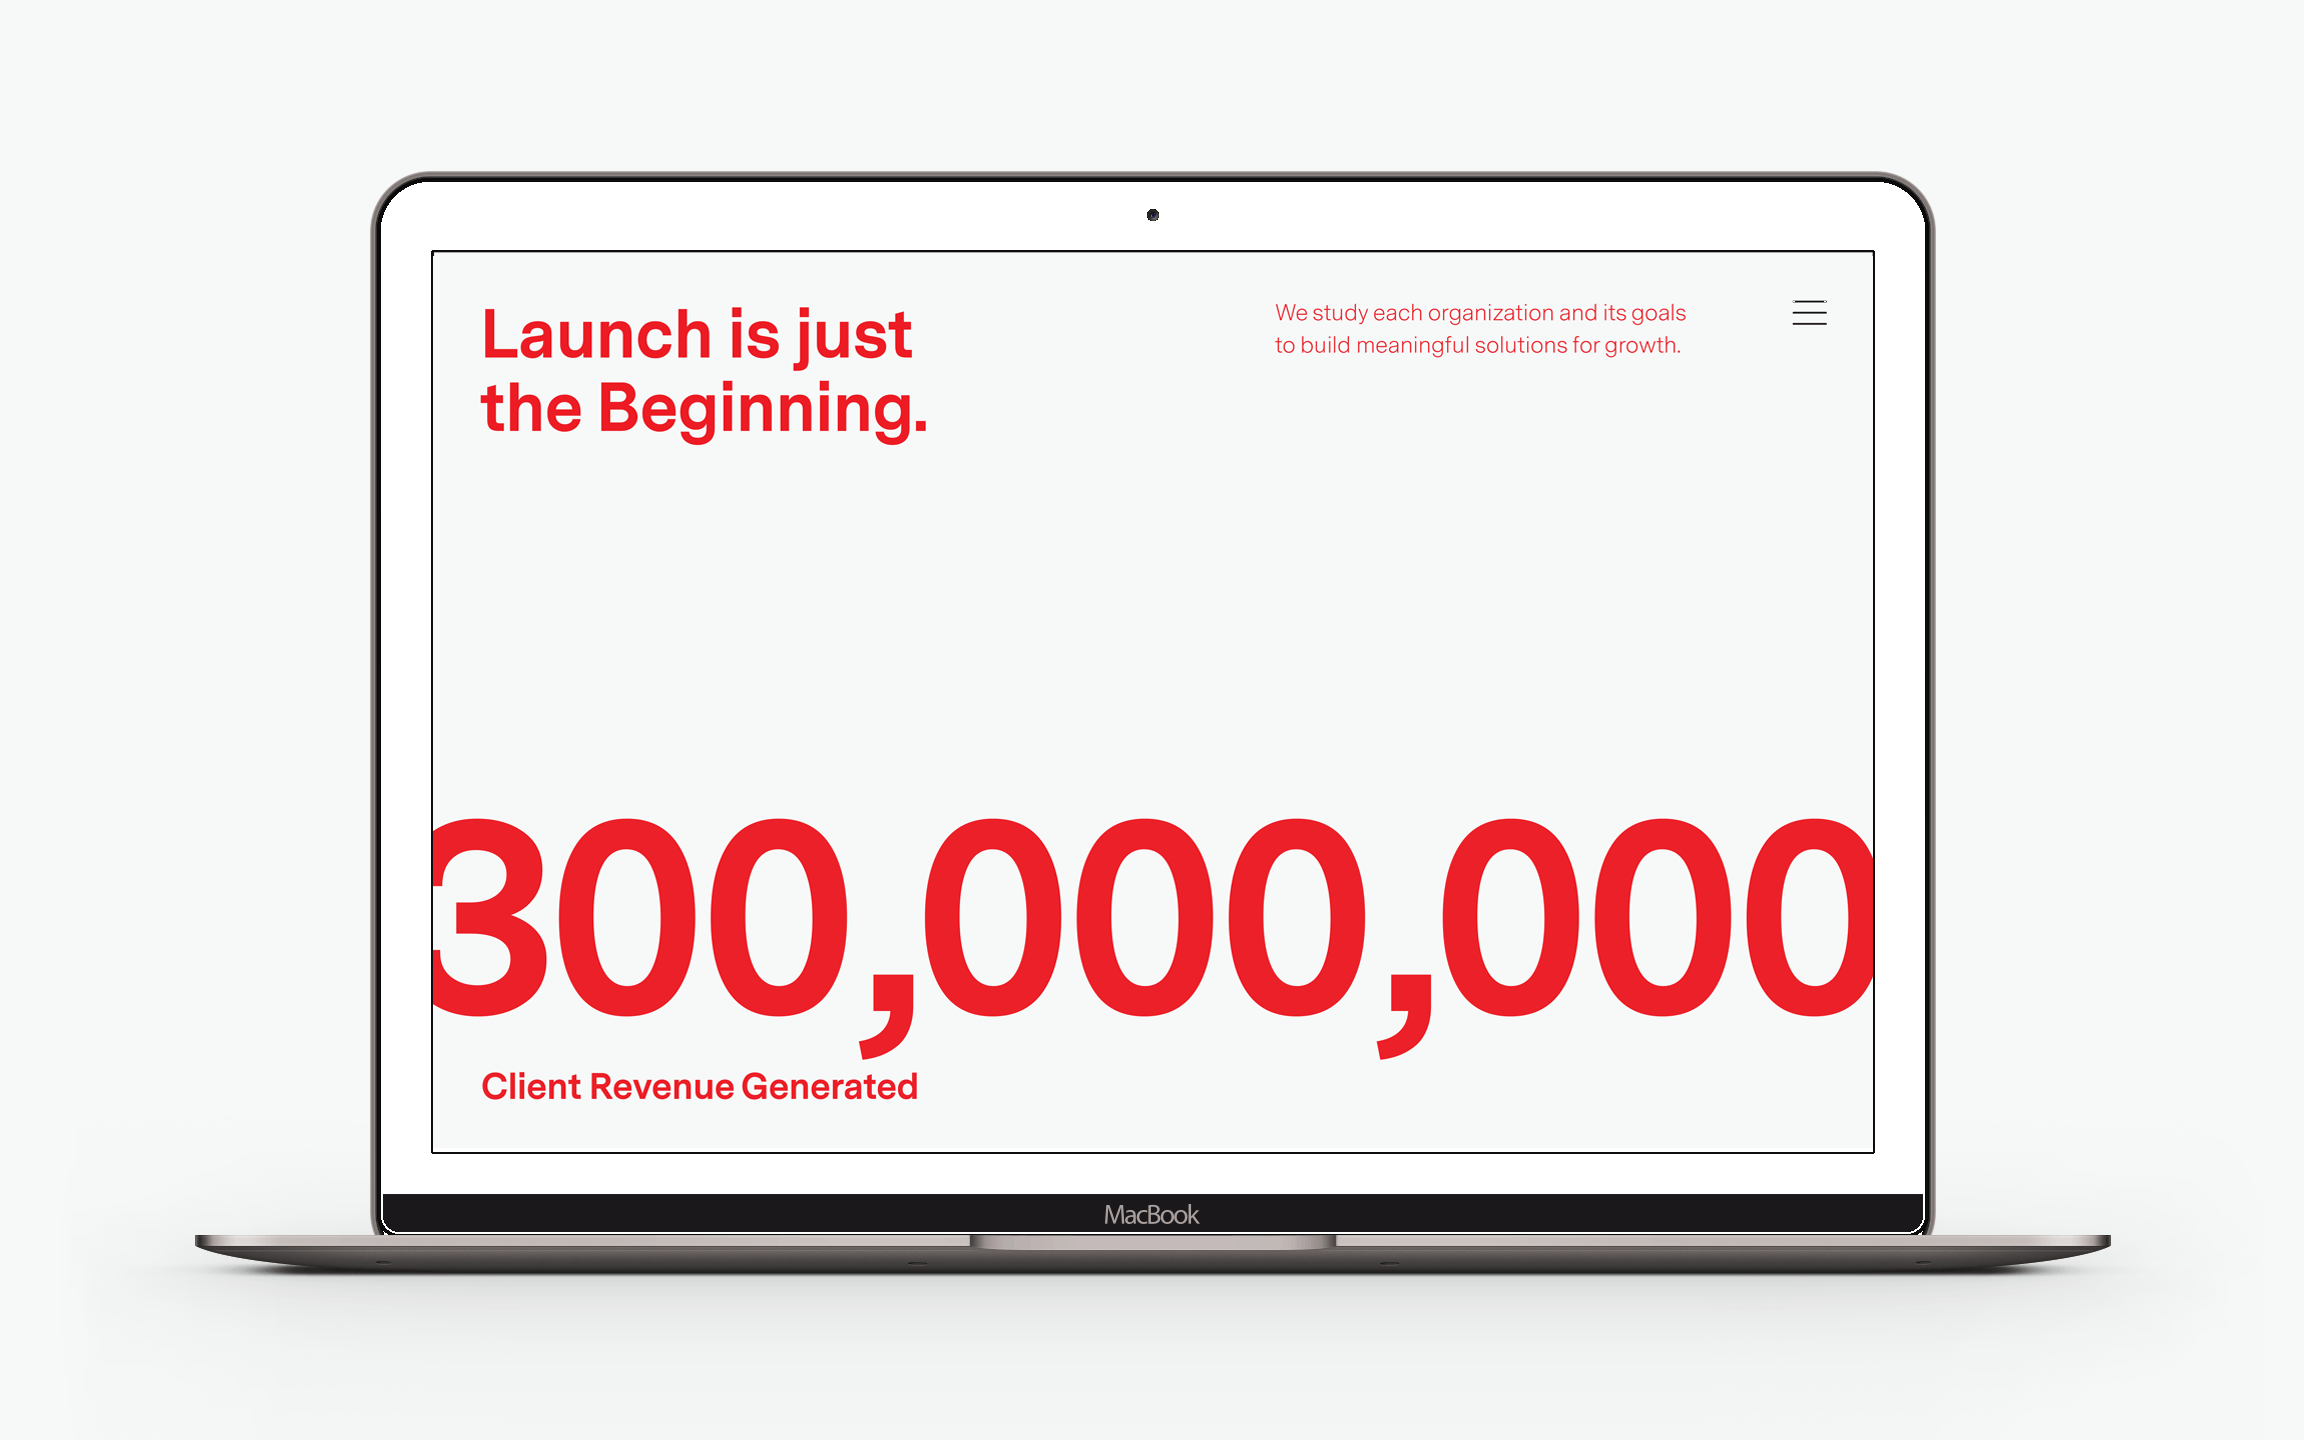 Launch is just
the Beginning.
We study each organization and its goals
to build meaningful solutions for growth.
300,000,000
Client Revenue Generated
MacBook